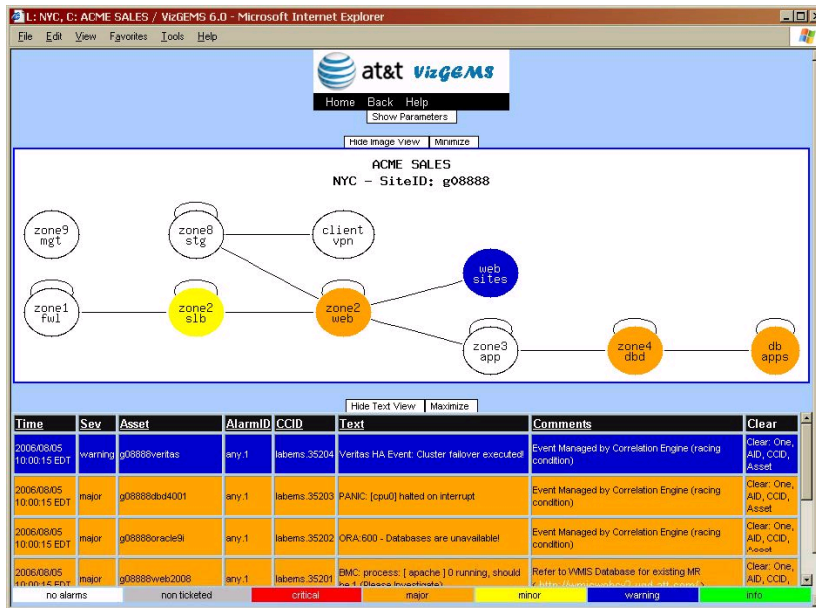 L: NYC, C: ACME SALES / VizGEMS 6.0 - Microsoft Internet Explorer
File Edit View Favorites Tools Help
at&t VizGEMS
Home Back Help
Show Parameters
Hide Image View Minimize
ACME SALES
NYC - SiteID: g08888
zone9
mgt
zone8
stg
client
vpn
web
sites
zone1
fwl
zone2
slb
zone2
web
zone3
app
zone4
dbd
db
apps
Hide Text View Maximize
Time Sev Asset AlarmID CCID Text Comments Clear
2006/08/05
10:00:15 EDT
warning g08888veritas any.1 labems.35204 Veritas HA Event: Cluster failover executed!
Event Managed by Correlation Engine (racing
condition)
Clear: One,
AID, CCID,
Asset
2006/08/05
10:00:15 EDT
major g08888dbd4001 any.1 labems.35203 PANIC: [cpu0] halted on interrupt
Event Managed by Correlation Engine (racing
condition)
Clear: One,
AID, CCID,
Asset
2006/08/05
10:00:15 EDT
major g08888oracle9i any.1 labems.35202 ORA:600 - Databases are unavailable!
Event Managed by Correlation Engine (racing
condition)
Clear: One,
AID, CCID,
Asset
2006/08/05
10:00:15 EDT
major g08888web2008 any.1 labems.35201
BMC: process: [ apache ] 0 running, should
be 1 (Please Investigate)
Refer to WMIS Database for existing MR
Clear: One,
AID, CCID,
no alarms non ticketed critical major minor warning info